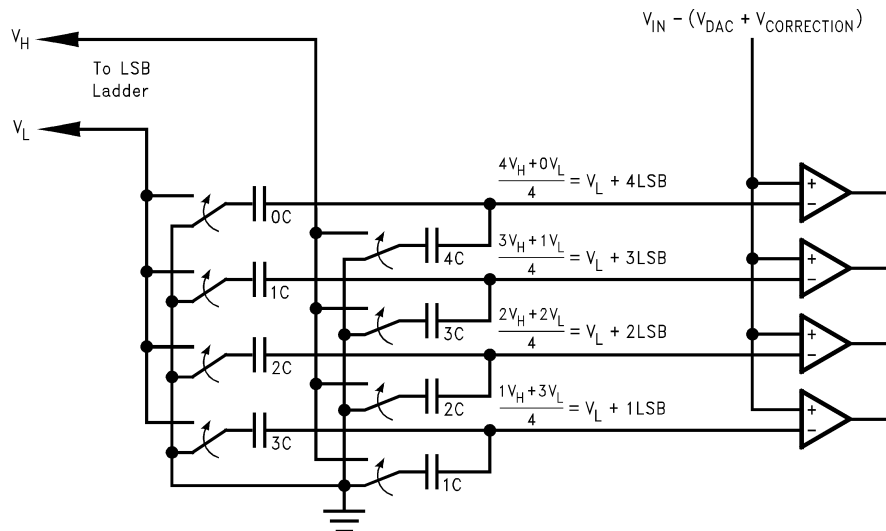 V_H
To LSB
Ladder
V_L
V_IN − (V_DAC + V_CORRECTION)
(4V_H + 0V_L)/4 = V_L + 4LSB
+
−
0C
4C
(3V_H + 1V_L)/4 = V_L + 3LSB
+
−
1C
3C
(2V_H + 2V_L)/4 = V_L + 2LSB
+
−
2C
2C
(1V_H + 3V_L)/4 = V_L + 1LSB
+
−
3C
1C